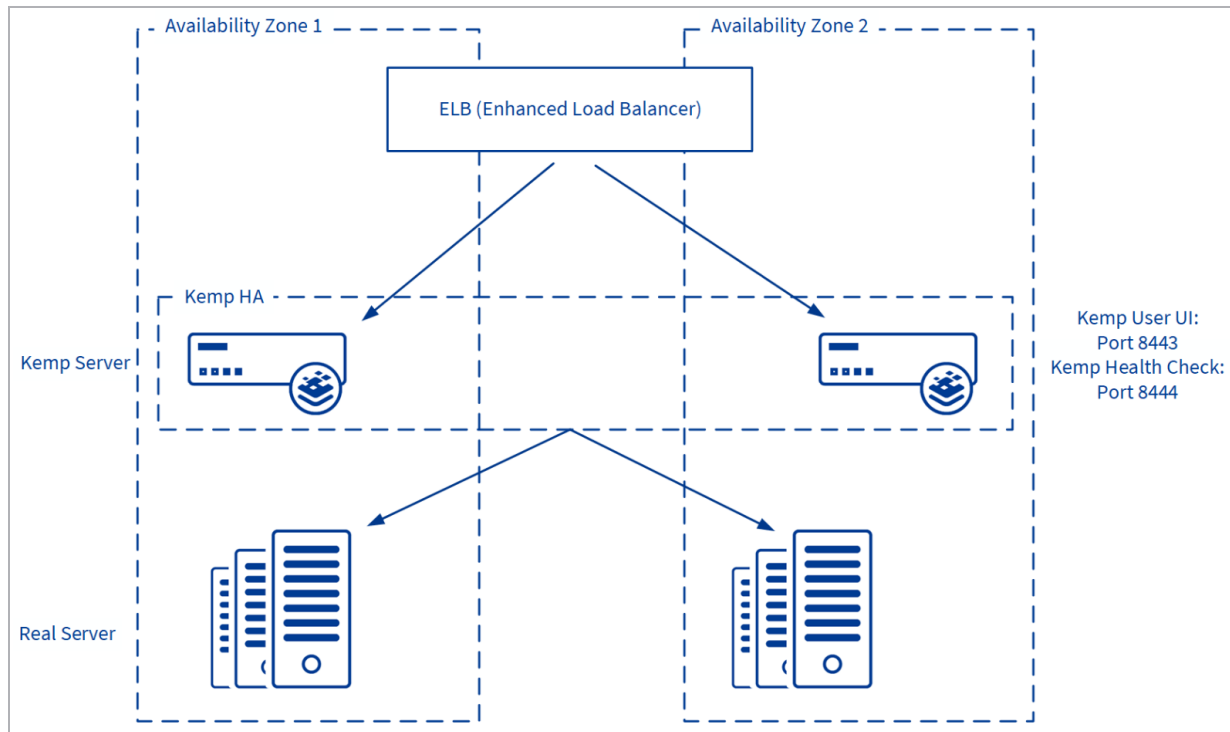 Availability Zone 1
Availability Zone 2
ELB (Enhanced Load Balancer)
Kemp HA
Kemp Server
Kemp User UI:
Port 8443
Kemp Health Check:
Port 8444
Real Server